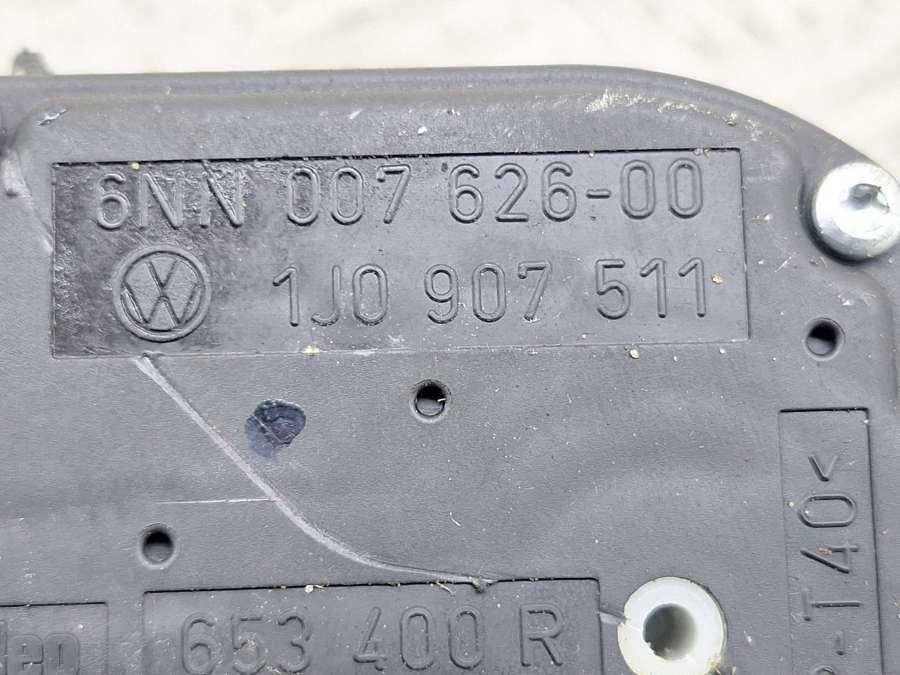 6NN 007 626-00
1J0 907 511
T40<
653 400 R